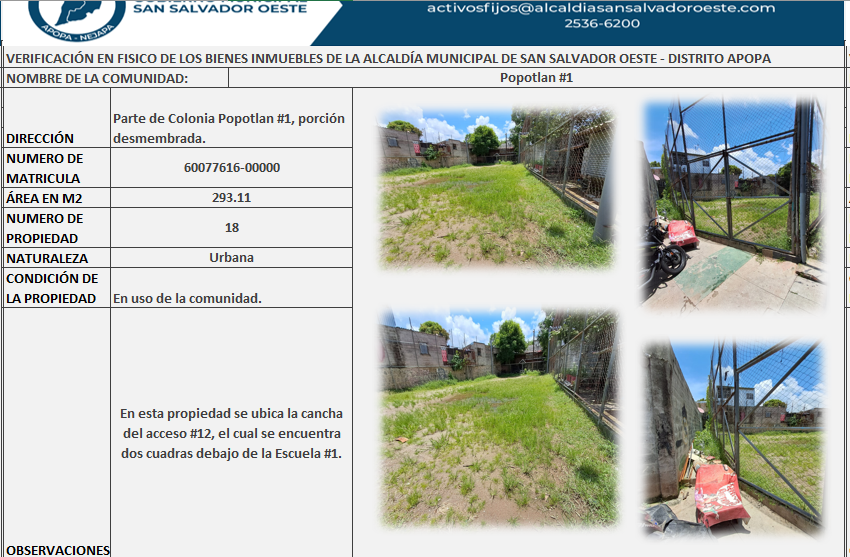 SAN SALVADOR OESTE
APOPA - NEJAPA
activosfijos@alcaldiasansalvadoroeste.com
2536-6200
VERIFICACIÓN EN FISICO DE LOS BIENES INMUEBLES DE LA ALCALDÍA MUNICIPAL DE SAN SALVADOR OESTE - DISTRITO APOPA
NOMBRE DE LA COMUNIDAD:
Popotlan #1
DIRECCIÓN
Parte de Colonia Popotlan #1, porción
desmembrada.
NUMERO DE
MATRICULA
60077616-00000
ÁREA EN M2
293.11
NUMERO DE
PROPIEDAD
18
NATURALEZA
Urbana
CONDICIÓN DE
LA PROPIEDAD
En uso de la comunidad.
OBSERVACIONES
En esta propiedad se ubica la cancha
del acceso #12, el cual se encuentra
dos cuadras debajo de la Escuela #1.